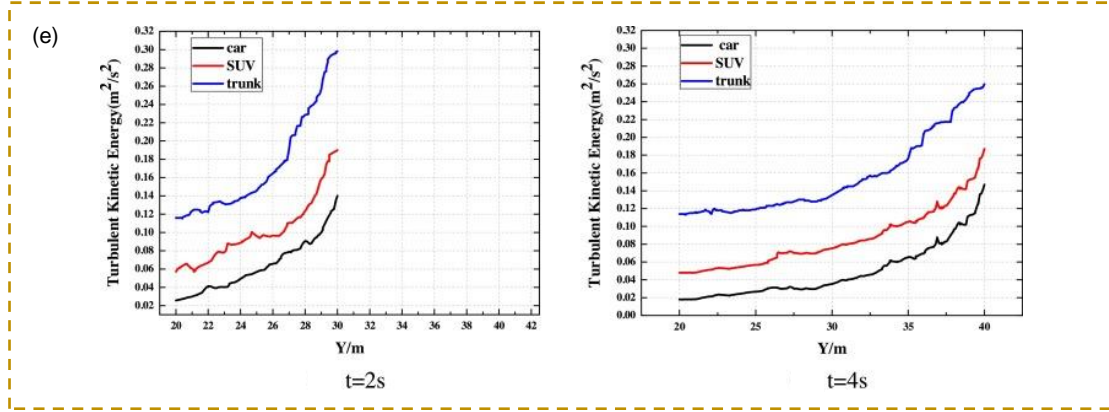 (e)
Turbulent Kinetic Energy(m²/s²)
0.32
0.30
0.28
0.26
0.24
0.22
0.20
0.18
0.16
0.14
0.12
0.10
0.08
0.06
0.04
0.02
car
SUV
trunk
20 22 24 26 28 30 32 34 36 38 40 42
Y/m
t=2s
Turbulent Kinetic Energy(m²/s²)
0.32
0.30
0.28
0.26
0.24
0.22
0.20
0.18
0.16
0.14
0.12
0.10
0.08
0.06
0.04
0.02
0.00
car
SUV
trunk
20 25 30 35 40
Y/m
t=4s